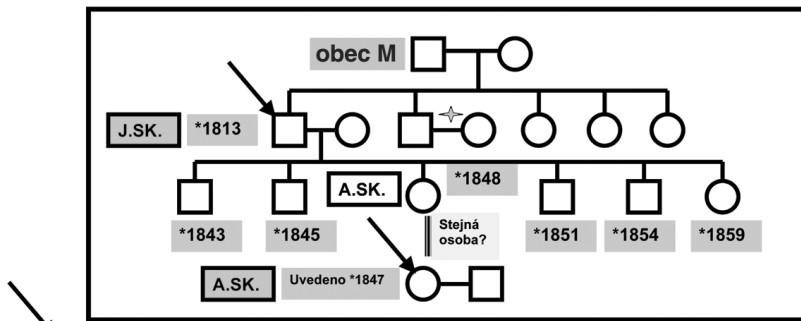 obec M
J.SK. *1813
A.SK. *1848
*1843 *1845 *1851 *1854 *1859
Stejná
osoba?
A.SK. Uvedeno *1847